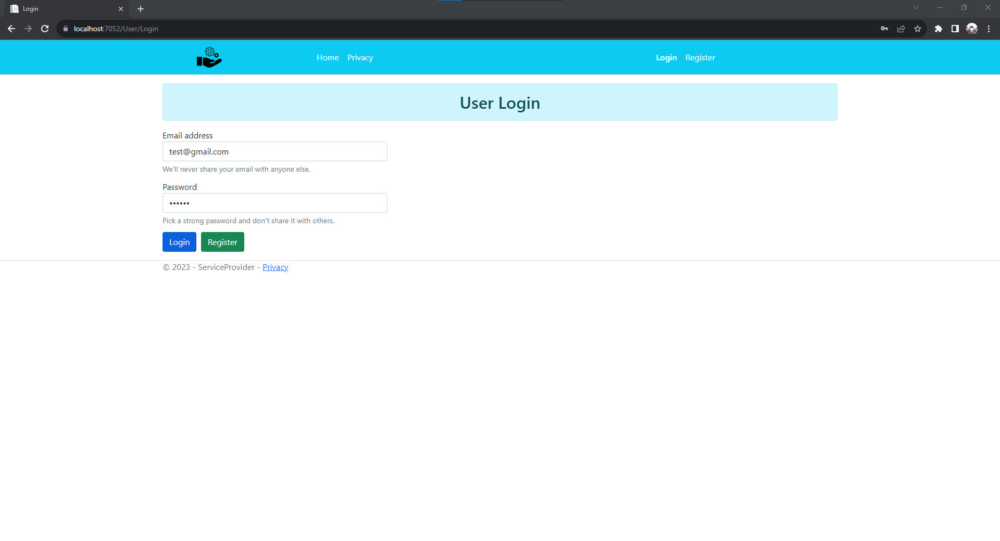 Login
localhost:7052/User/Login
Home Privacy Login Register
User Login
Email address
test@gmail.com
We'll never share your email with anyone else.
Password
••••••
Pick a strong password and don't share it with others.
Login Register
© 2023 - ServiceProvider - Privacy